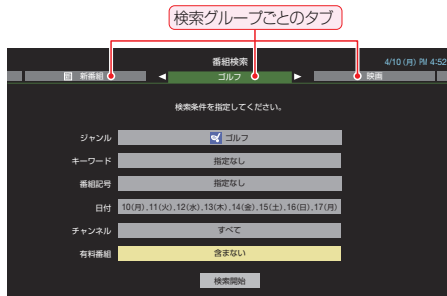 検索グループごとのタブ
番組検索 4/10 (月) PM 4:52
新番組 ◀ ゴルフ ▶ 映画
検索条件を指定してください。
ジャンル ゴルフ
キーワード 指定なし
番組記号 指定なし
日付 10(月),11(火),12(水),13(木),14(金),15(土),16(日),17(月)
チャンネル すべて
有料番組 含まない
検索開始